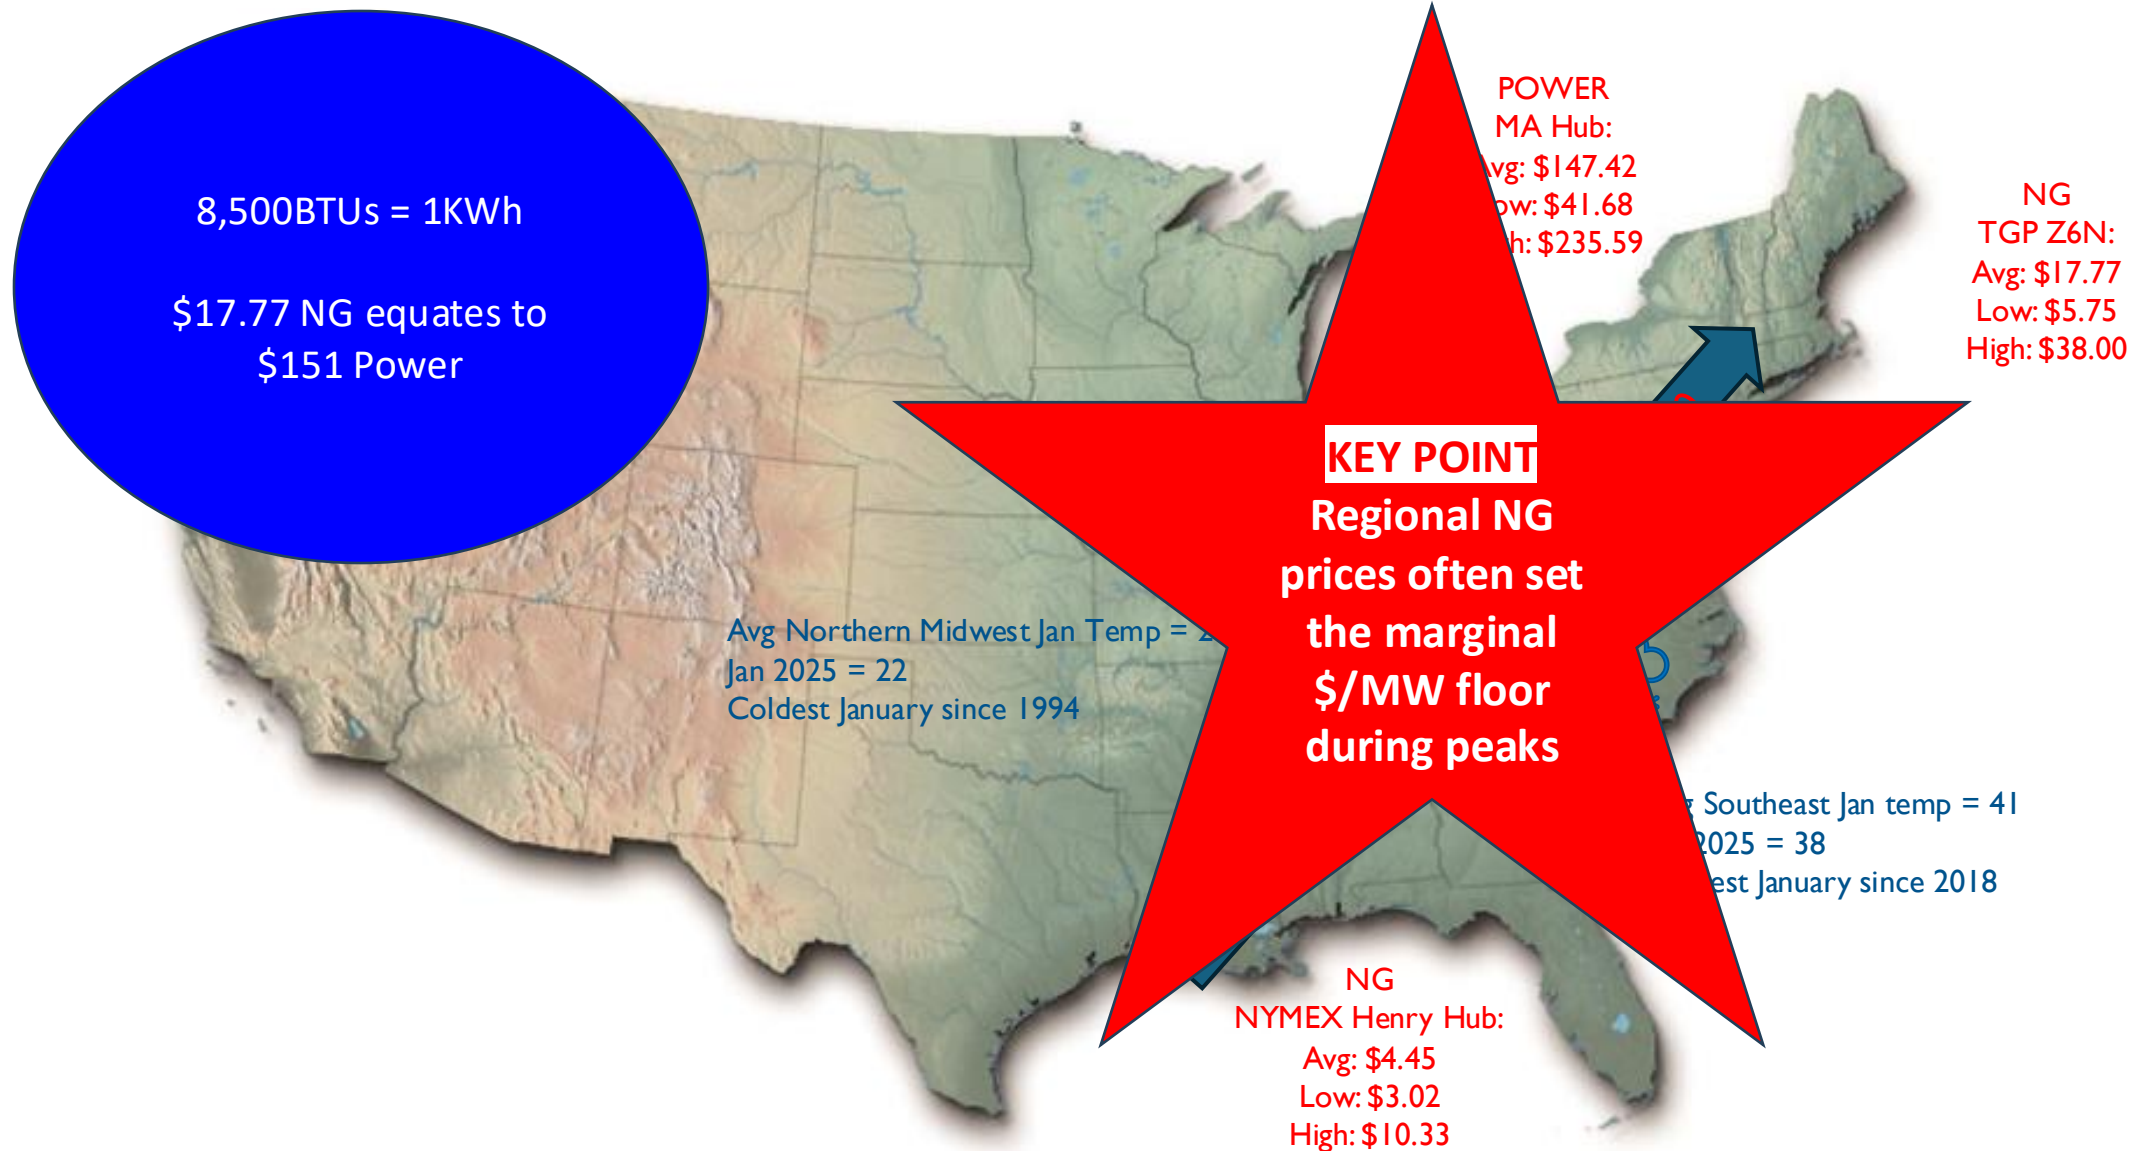 8,500BTUs = 1KWh
$17.77 NG equates to
$151 Power
POWER
MA Hub:
$147.42
$41.68
$235.59
NG
TGP Z6N:
Avg: $17.77
Low: $5.75
High: $38.00
KEY POINT
Regional NG
prices often set
the marginal
$/MW floor
during peaks
Avg Northern Midwest Jan Temp =
Jan 2025 = 22
Coldest January since 1994
Southeast Jan temp = 41
2025 = 38
January since 2018
NG
NYMEX Henry Hub:
Avg: $4.45
Low: $3.02
High: $10.33